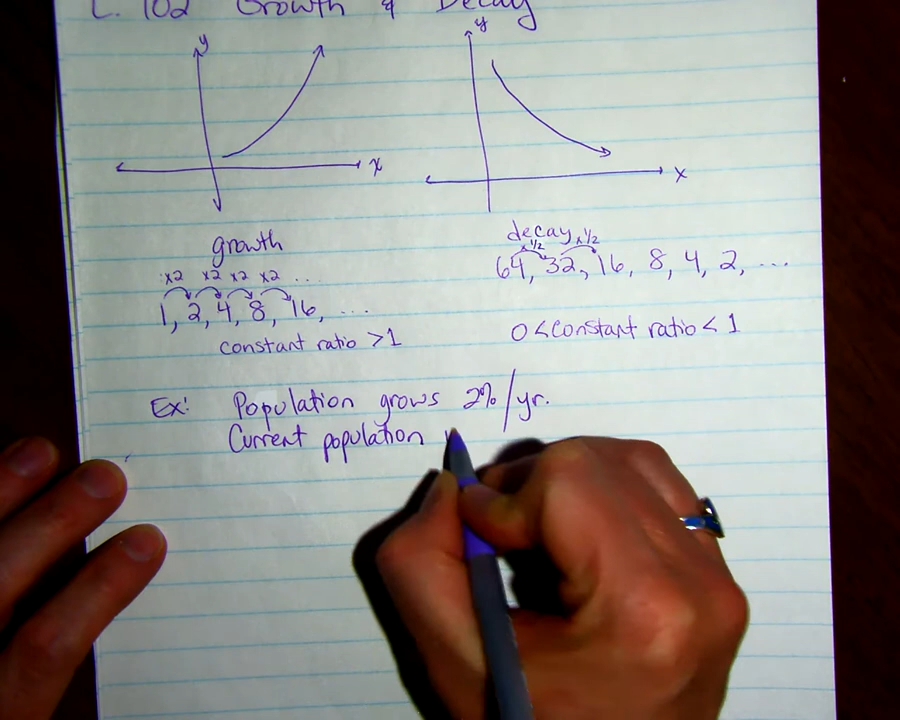 L. 102 Growth & Decay
y y
x x
growth decay
x2 x2 x2 x2 ... x½ x½
1, 2, 4, 8, 16, ... 64, 32, 16, 8, 4, 2, ...
constant ratio >1 0 < constant ratio < 1
Ex: Population grows 2%/yr.
Current population